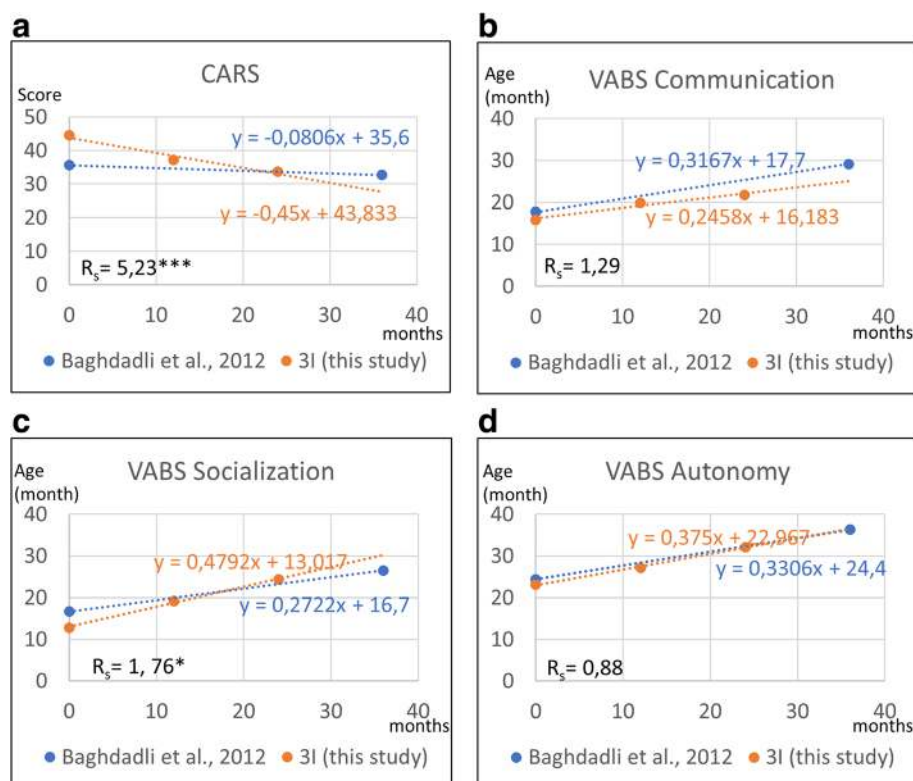 a
CARS
Score
50
40
30
20
10
0
y = -0,0806x + 35,6
y = -0,45x + 43,833
Rs= 5,23***
0 10 20 30 40
months
Baghdadli et al., 2012 3I (this study)
b
Age
(month)
VABS Communication
40
30
20
10
0
y = 0,3167x + 17,7
y = 0,2458x + 16,183
Rs= 1,29
0 10 20 30 40
months
Baghdadli et al., 2012 3I (this study)
c
Age
(month)
VABS Socialization
40
30
20
10
0
y = 0,4792x + 13,017
y = 0,2722x + 16,7
Rs= 1, 76*
0 10 20 30 40
months
Baghdadli et al., 2012 3I (this study)
d
Age
(month)
VABS Autonomy
40
30
20
10
0
y = 0,375x + 22,967
y = 0,3306x + 24,4
Rs= 0,88
0 10 20 30 40
months
Baghdadli et al., 2012 3I (this study)